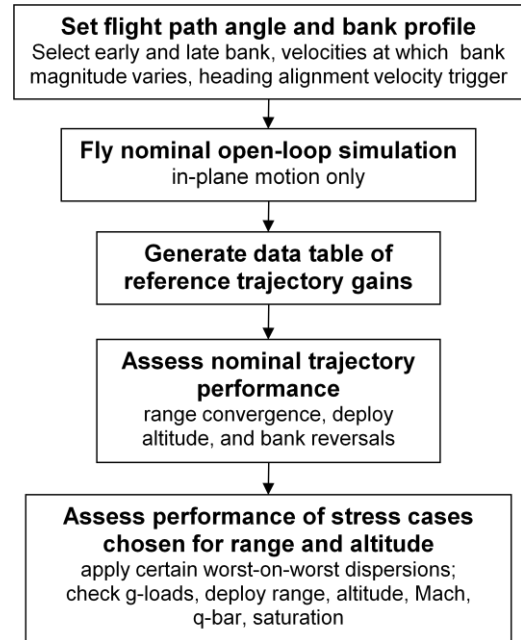 Set flight path angle and bank profile
Select early and late bank, velocities at which bank
magnitude varies, heading alignment velocity trigger
Fly nominal open-loop simulation
in-plane motion only
Generate data table of
reference trajectory gains
Assess nominal trajectory
performance
range convergence, deploy
altitude, and bank reversals
Assess performance of stress cases
chosen for range and altitude
apply certain worst-on-worst dispersions;
check g-loads, deploy range, altitude, Mach,
q-bar, saturation